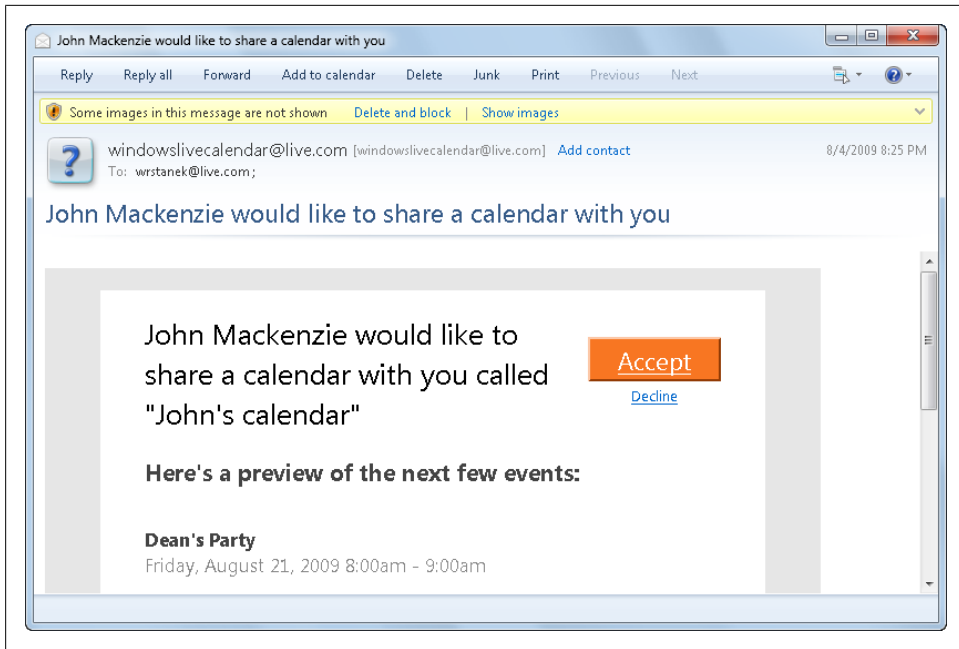 John Mackenzie would like to share a calendar with you
Reply Reply all Forward Add to calendar Delete Junk Print Previous Next
Some images in this message are not shown Delete and block | Show images
windowslivecalendar@live.com [windowslivecalendar@live.com] Add contact 8/4/2009 8:25 PM
To: wrstanek@live.com;
John Mackenzie would like to share a calendar with you
John Mackenzie would like to
share a calendar with you called
"John's calendar"
Accept
Decline
Here's a preview of the next few events:
Dean's Party
Friday, August 21, 2009 8:00am - 9:00am